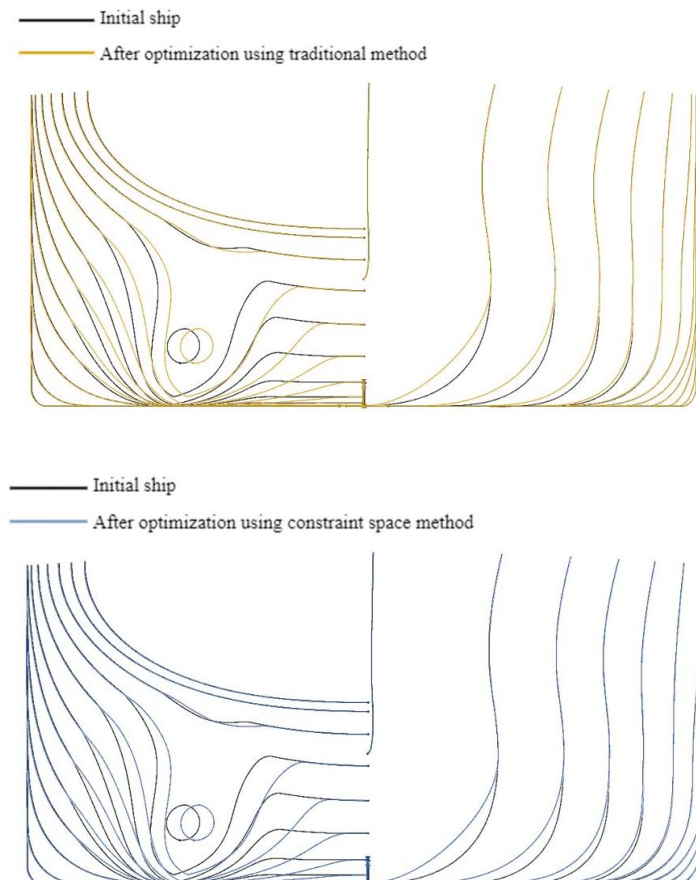 Initial ship
After optimization using traditional method
Initial ship
After optimization using constraint space method